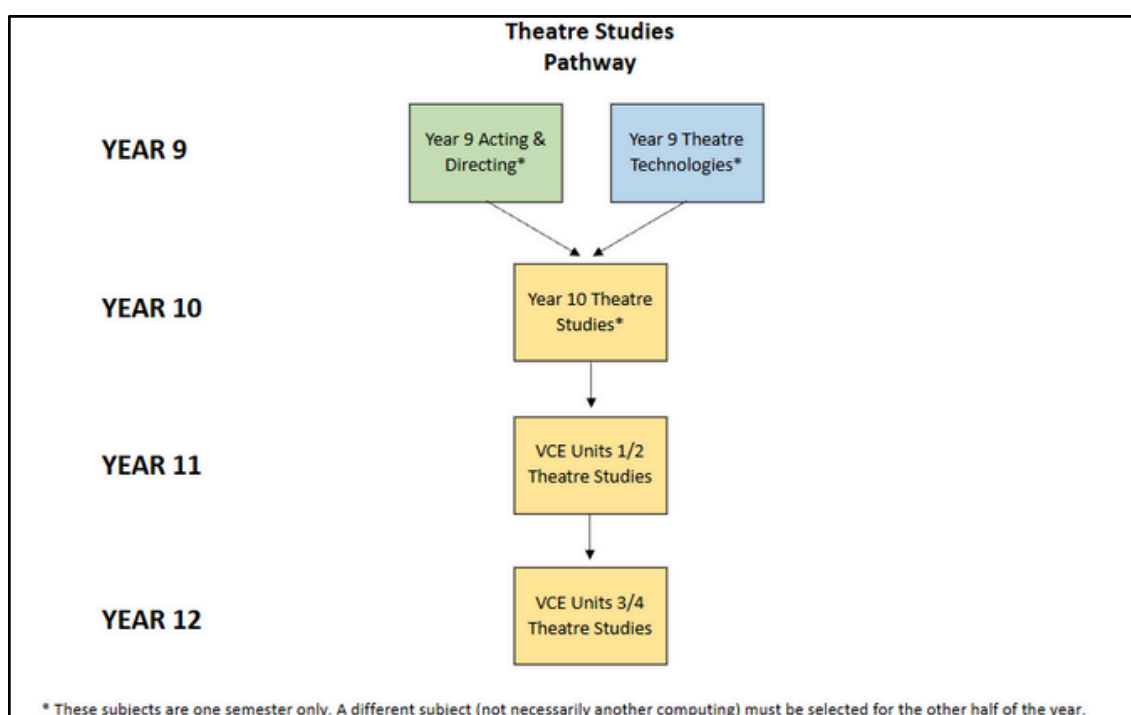 Theatre Studies
Pathway
YEAR 9
Year 9 Acting &
Directing*
Year 9 Theatre
Technologies*
YEAR 10
Year 10 Theatre
Studies*
YEAR 11
VCE Units 1/2
Theatre Studies
YEAR 12
VCE Units 3/4
Theatre Studies
* These subjects are one semester only. A different subject (not necessarily another computing) must be selected for the other half of the year.